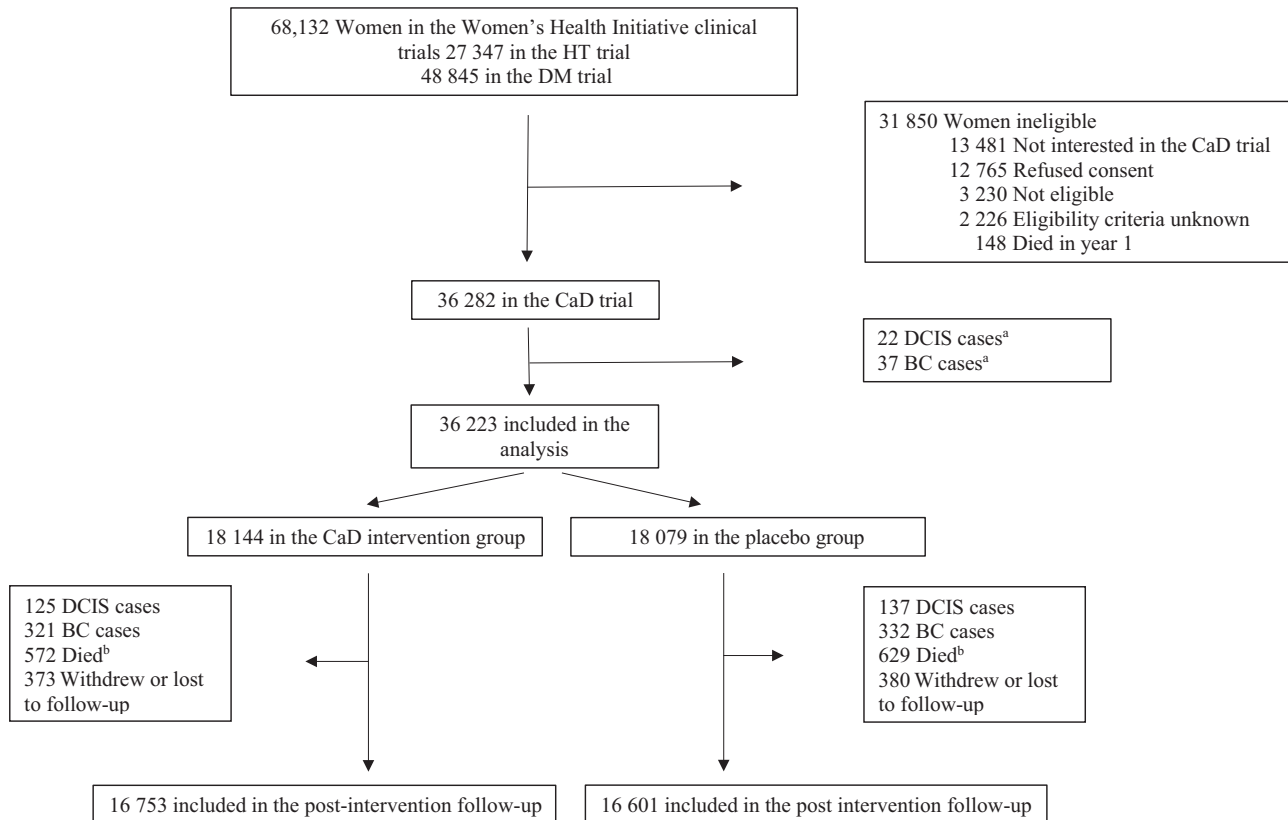 68,132 Women in the Women's Health Initiative clinical
trials 27 347 in the HT trial
48 845 in the DM trial
31 850 Women ineligible
13 481 Not interested in the CaD trial
12 765 Refused consent
3 230 Not eligible
2 226 Eligibility criteria unknown
148 Died in year 1
36 282 in the CaD trial
22 DCIS casesᵃ
37 BC casesᵃ
36 223 included in the
analysis
18 144 in the CaD intervention group
18 079 in the placebo group
125 DCIS cases
321 BC cases
572 Diedᵇ
373 Withdrew or lost
to follow-up
137 DCIS cases
332 BC cases
629 Diedᵇ
380 Withdrew or lost
to follow-up
16 753 included in the post-intervention follow-up
16 601 included in the post intervention follow-up